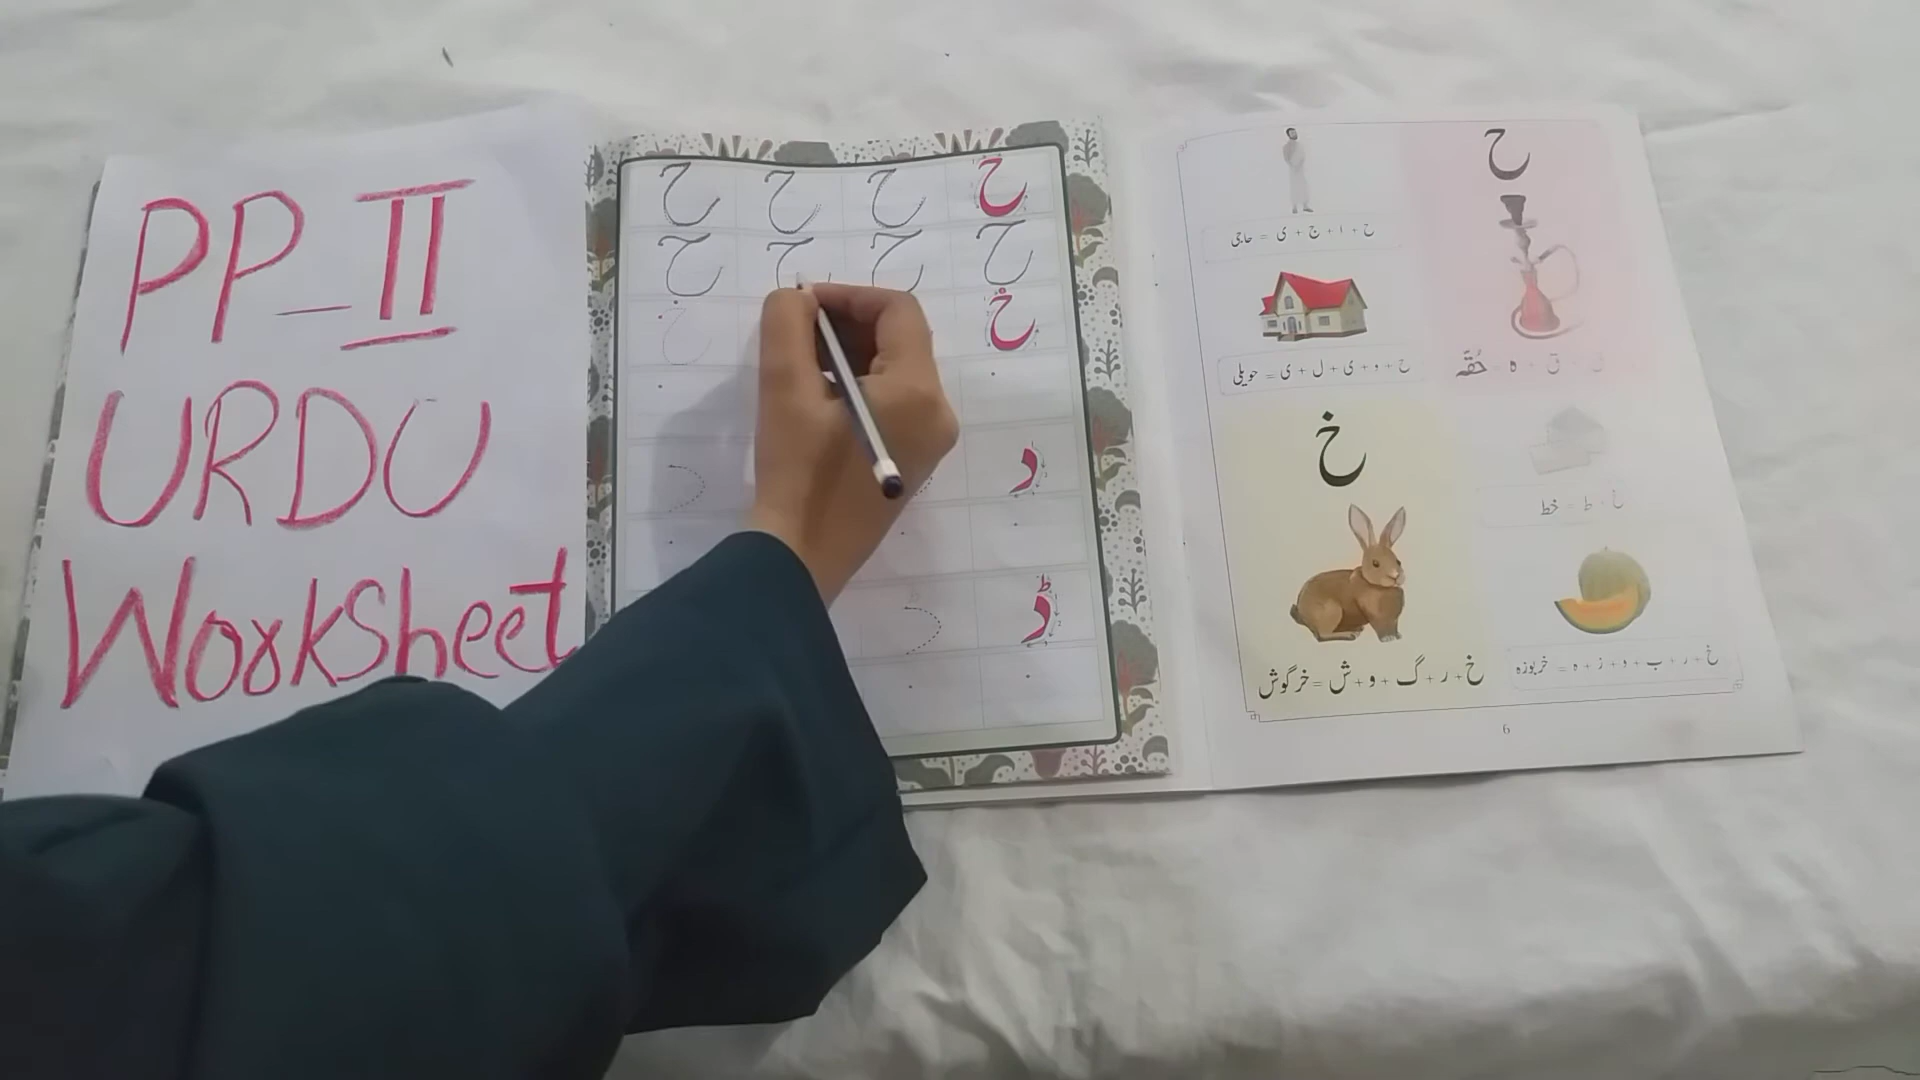 PP_II
URDU
WorkSheet
ح ح ح ح
ح ح ح ح
خ خ
د
ڈ
ح
ح + ا + ج + ی = حاجی
ق + ہ = حُقّہ
ح + و + ی + ل + ی = حویلی
خ
خ + ط = خط
خ + ر + گ + و + ش = خرگوش
خ + ر + ب + و + ز + ہ = خربوزہ
6